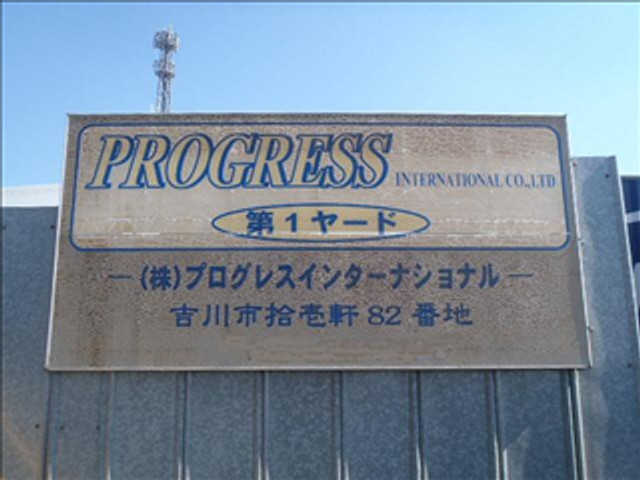 PROGRESS INTERNATIONAL CO.,LTD
第1ヤード
―(株)プログレスインターナショナル―
吉川市拾壱軒82番地